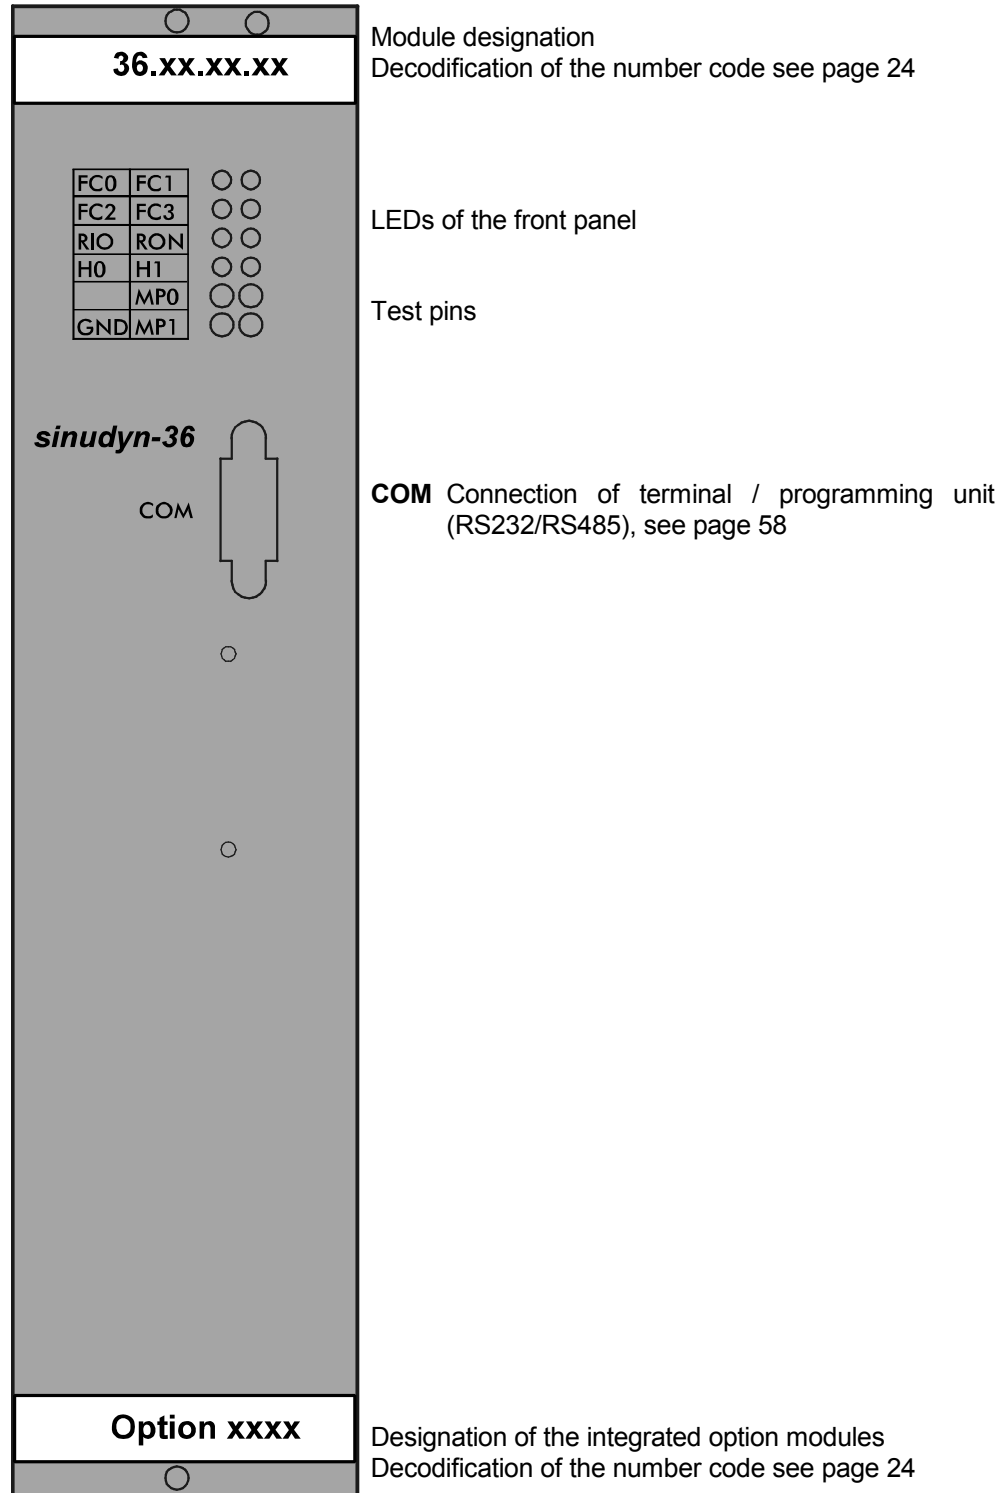 36.xx.xx.xx
Module designation
Decodification of the number code see page 24
FC0 FC1
FC2 FC3
RIO RON
H0 H1
MP0
GND MP1
LEDs of the front panel
Test pins
sinudyn-36
COM
COM Connection of terminal / programming unit
(RS232/RS485), see page 58
Option xxxx
Designation of the integrated option modules
Decodification of the number code see page 24